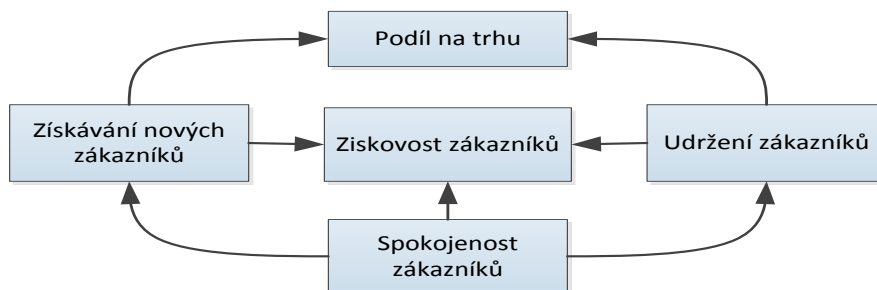 Podíl na trhu
Získávání nových
zákazníků
Ziskovost zákazníků
Udržení zákazníků
Spokojenost
zákazníků